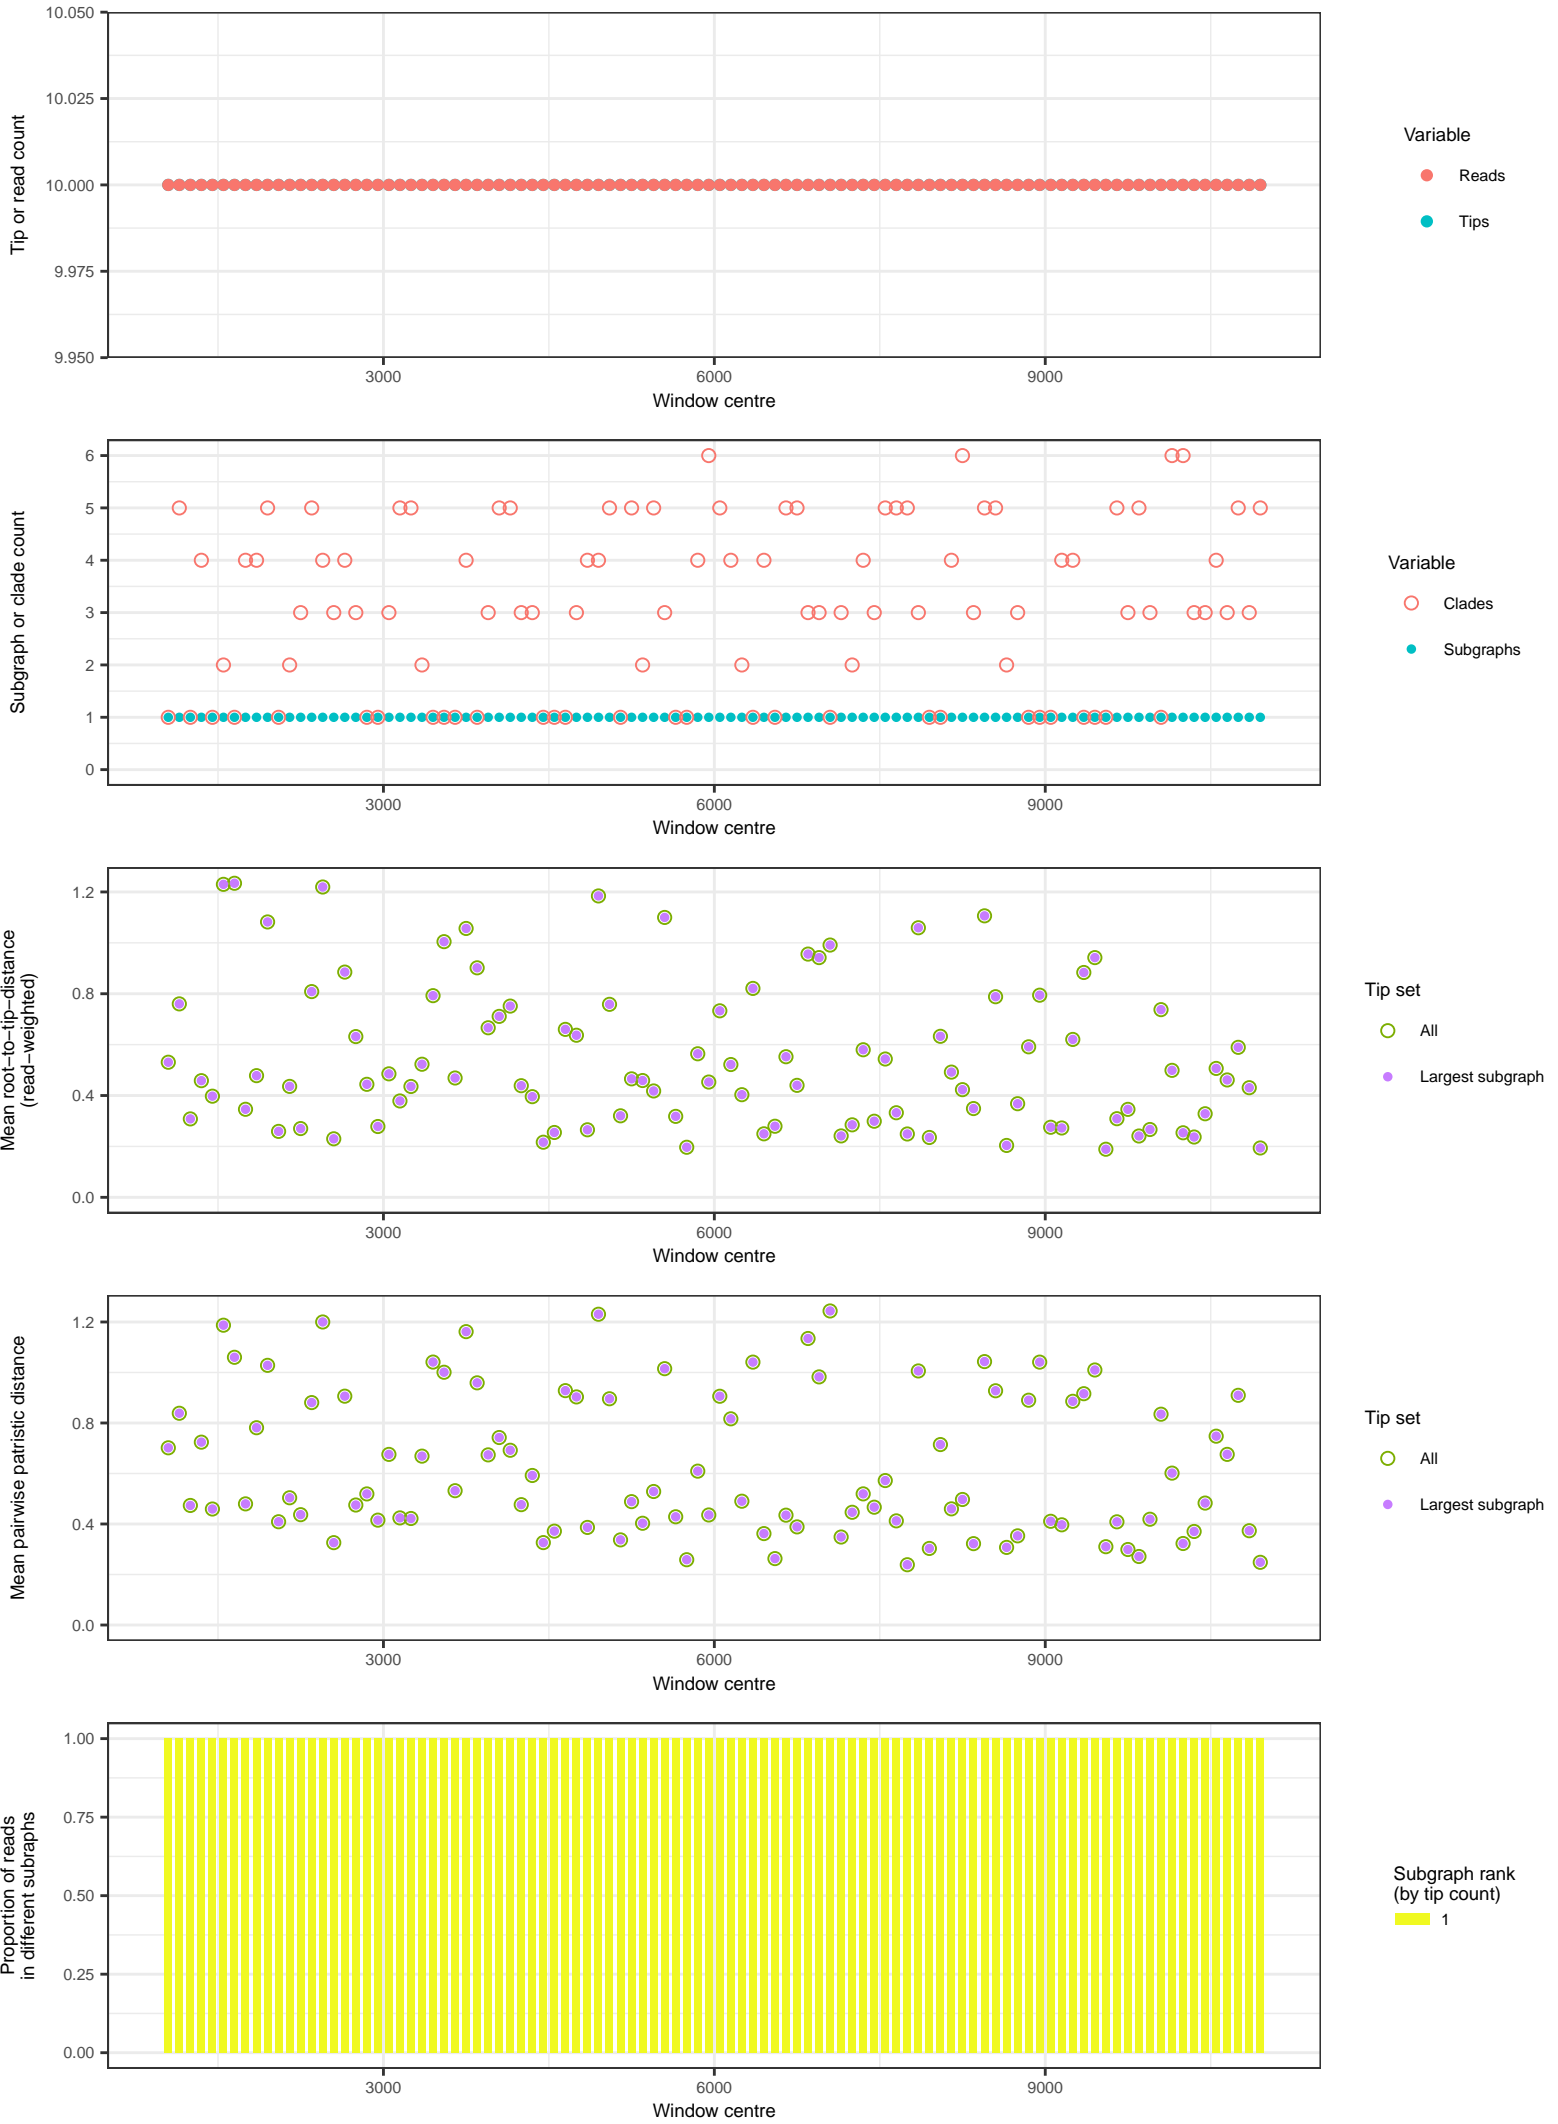 10.050
10.025
10.000
9.975
9.950
Tip or read count
3000 6000 9000
Window centre
Variable
Reads
Tips
6
5
4
3
2
1
0
Subgraph or clade count
3000 6000 9000
Window centre
Variable
Clades
Subgraphs
1.2
0.8
0.4
0.0
Mean root−to−tip−distance
(read−weighted)
3000 6000 9000
Window centre
Tip set
All
Largest subgraph
1.2
0.8
0.4
0.0
Mean pairwise patristic distance
3000 6000 9000
Window centre
Tip set
All
Largest subgraph
1.00
0.75
0.50
0.25
0.00
Proportion of reads
in different subraphs
3000 6000 9000
Window centre
Subgraph rank
(by tip count)
1